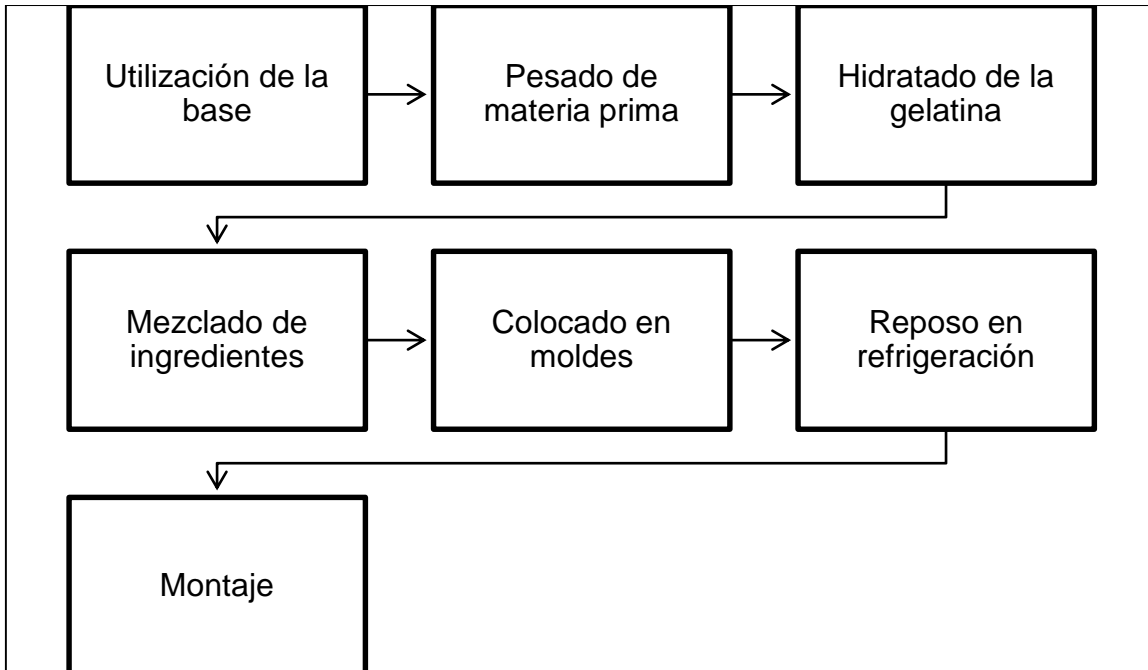 Utilización de la
base
Pesado de
materia prima
Hidratado de la
gelatina
Mezclado de
ingredientes
Colocado en
moldes
Reposo en
refrigeración
Montaje